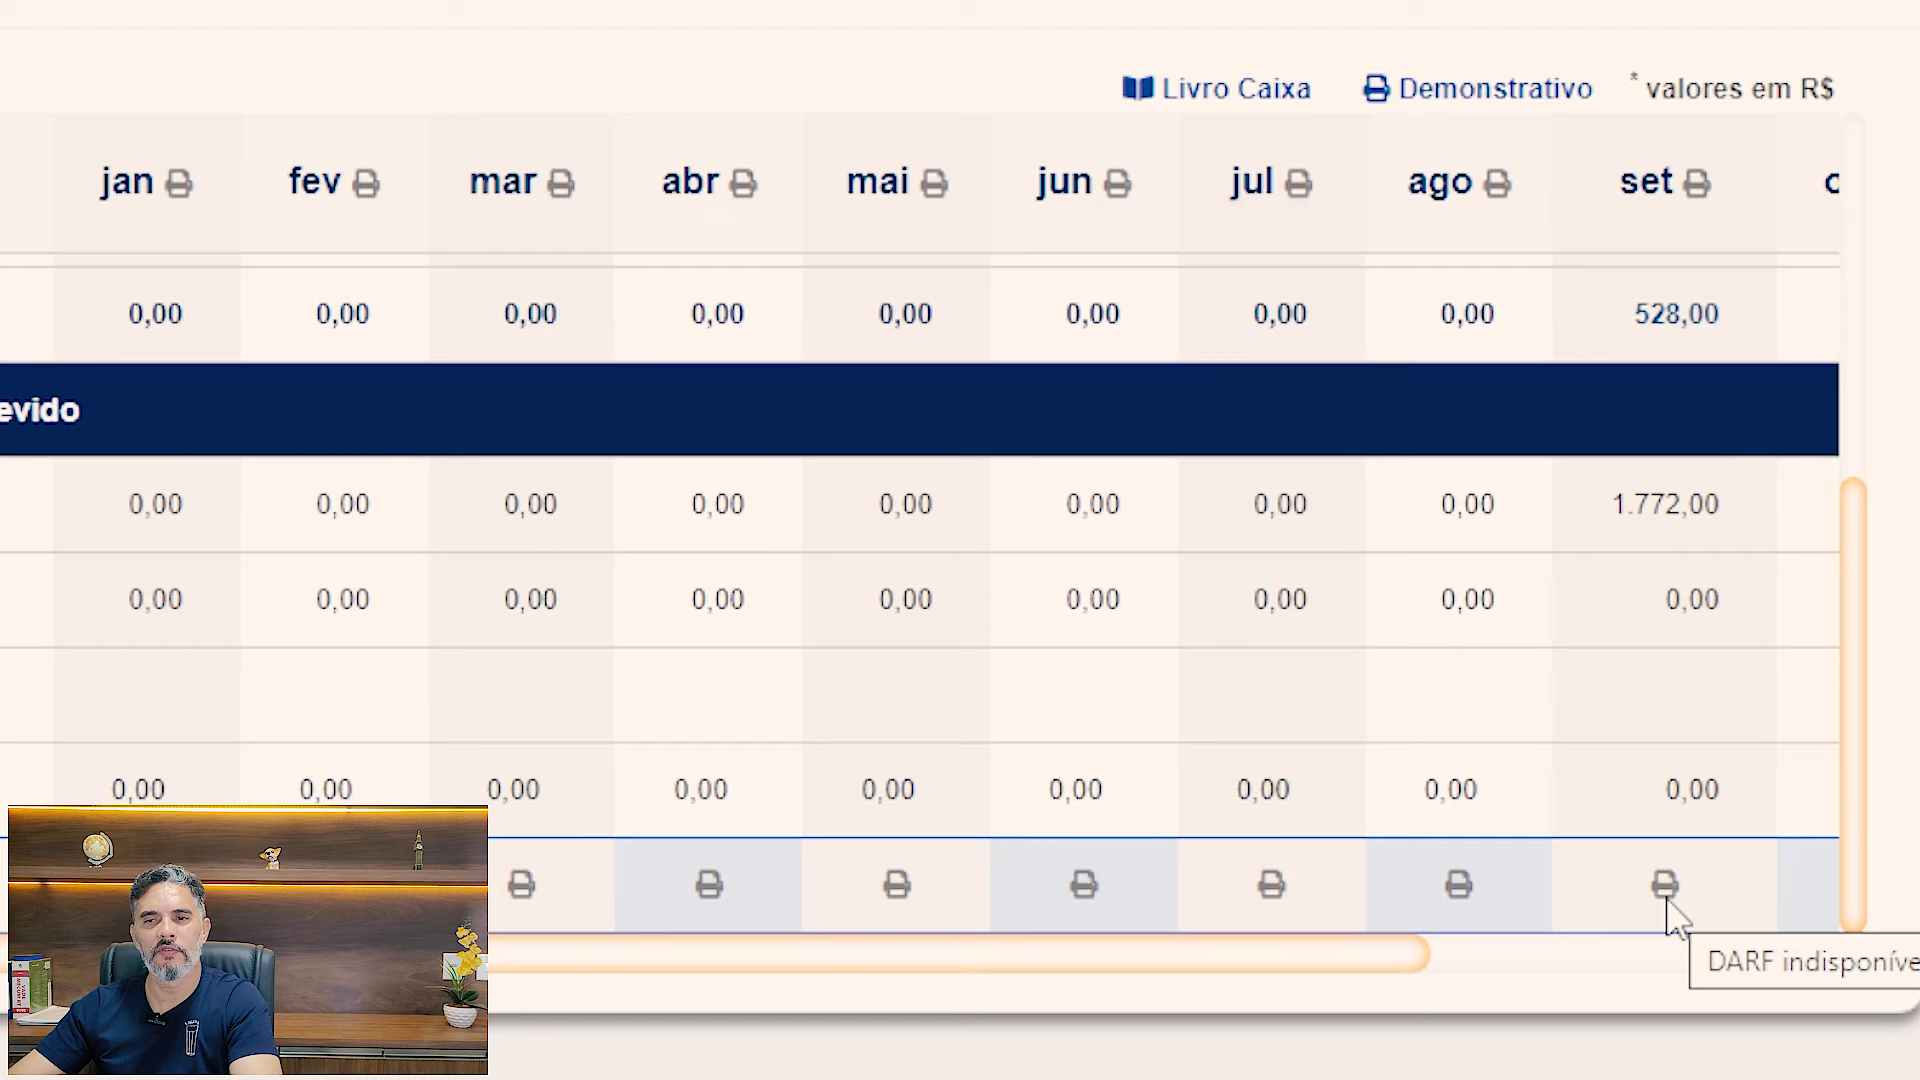 Livro Caixa Demonstrativo * valores em R$
jan fev mar abr mai jun jul ago set
0,00 0,00 0,00 0,00 0,00 0,00 0,00 0,00 528,00
evido
0,00 0,00 0,00 0,00 0,00 0,00 0,00 0,00 1.772,00
0,00 0,00 0,00 0,00 0,00 0,00 0,00 0,00 0,00
0,00 0,00 0,00 0,00 0,00 0,00 0,00 0,00 0,00
DARF indisponíve